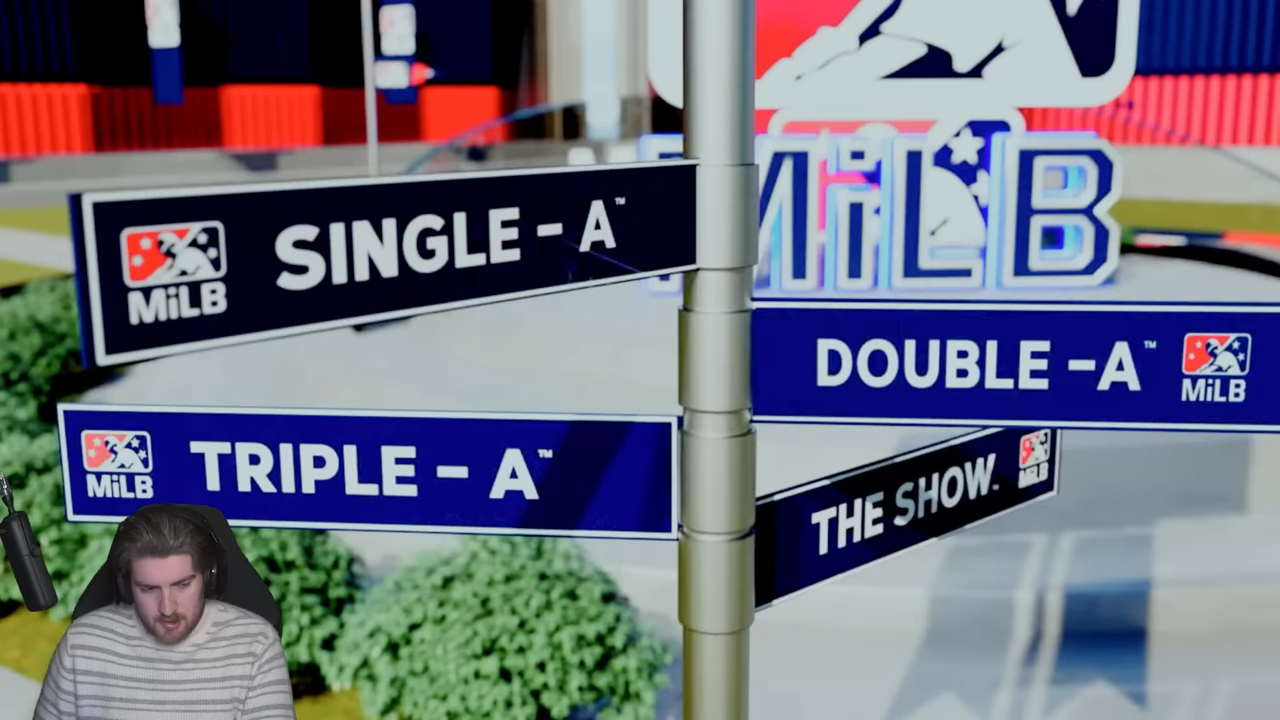 MiLB
SINGLE - A™
MiLB
DOUBLE - A™
MiLB
TRIPLE - A™
MiLB
THE SHOW.
MiLB